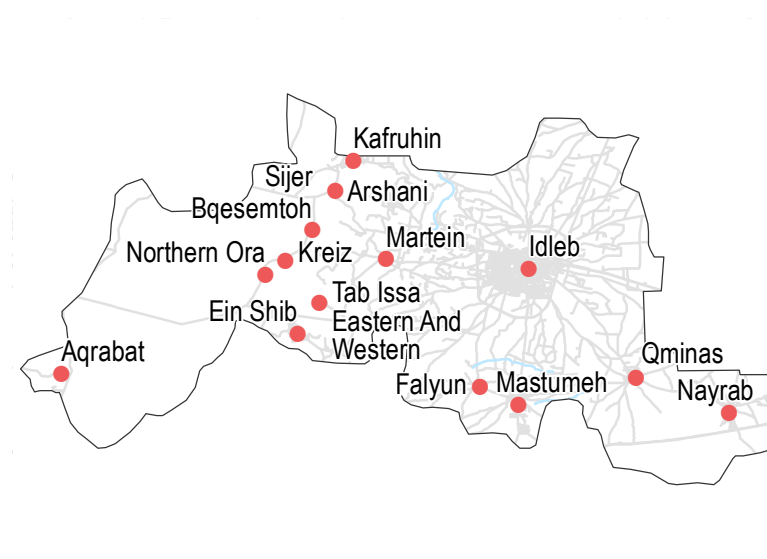 Kafruhin
Sijer
Arshani
Bqesemtoh
Martein
Northern Ora
Kreiz
Idleb
Tab Issa
Eastern And
Western
Ein Shib
Aqrabat
Qminas
Falyun
Mastumeh
Nayrab